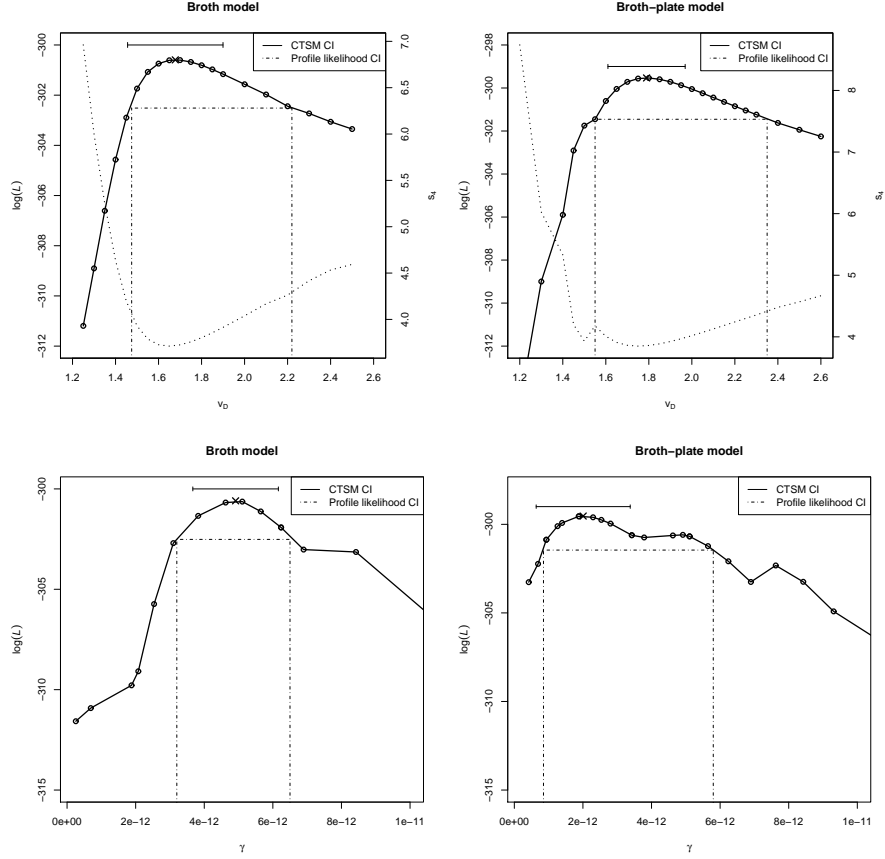 Broth model
CTSM CI
Profile likelihood CI
log(L)
−300
−302
−304
−306
−308
−310
−312
7.0
6.5
6.0
5.5
5.0
4.5
4.0
s4
1.2 1.4 1.6 1.8 2.0 2.2 2.4 2.6
vD
Broth−plate model
CTSM CI
Profile likelihood CI
log(L)
−298
−300
−302
−304
−306
−308
−310
−312
8
7
6
5
4
s4
1.2 1.4 1.6 1.8 2.0 2.2 2.4 2.6
vD
Broth model
CTSM CI
Profile likelihood CI
log(L)
−300
−305
−310
−315
0e+00 2e−12 4e−12 6e−12 8e−12 1e−11
γ
Broth−plate model
CTSM CI
Profile likelihood CI
log(L)
−300
−305
−310
−315
0e+00 2e−12 4e−12 6e−12 8e−12 1e−11
γ